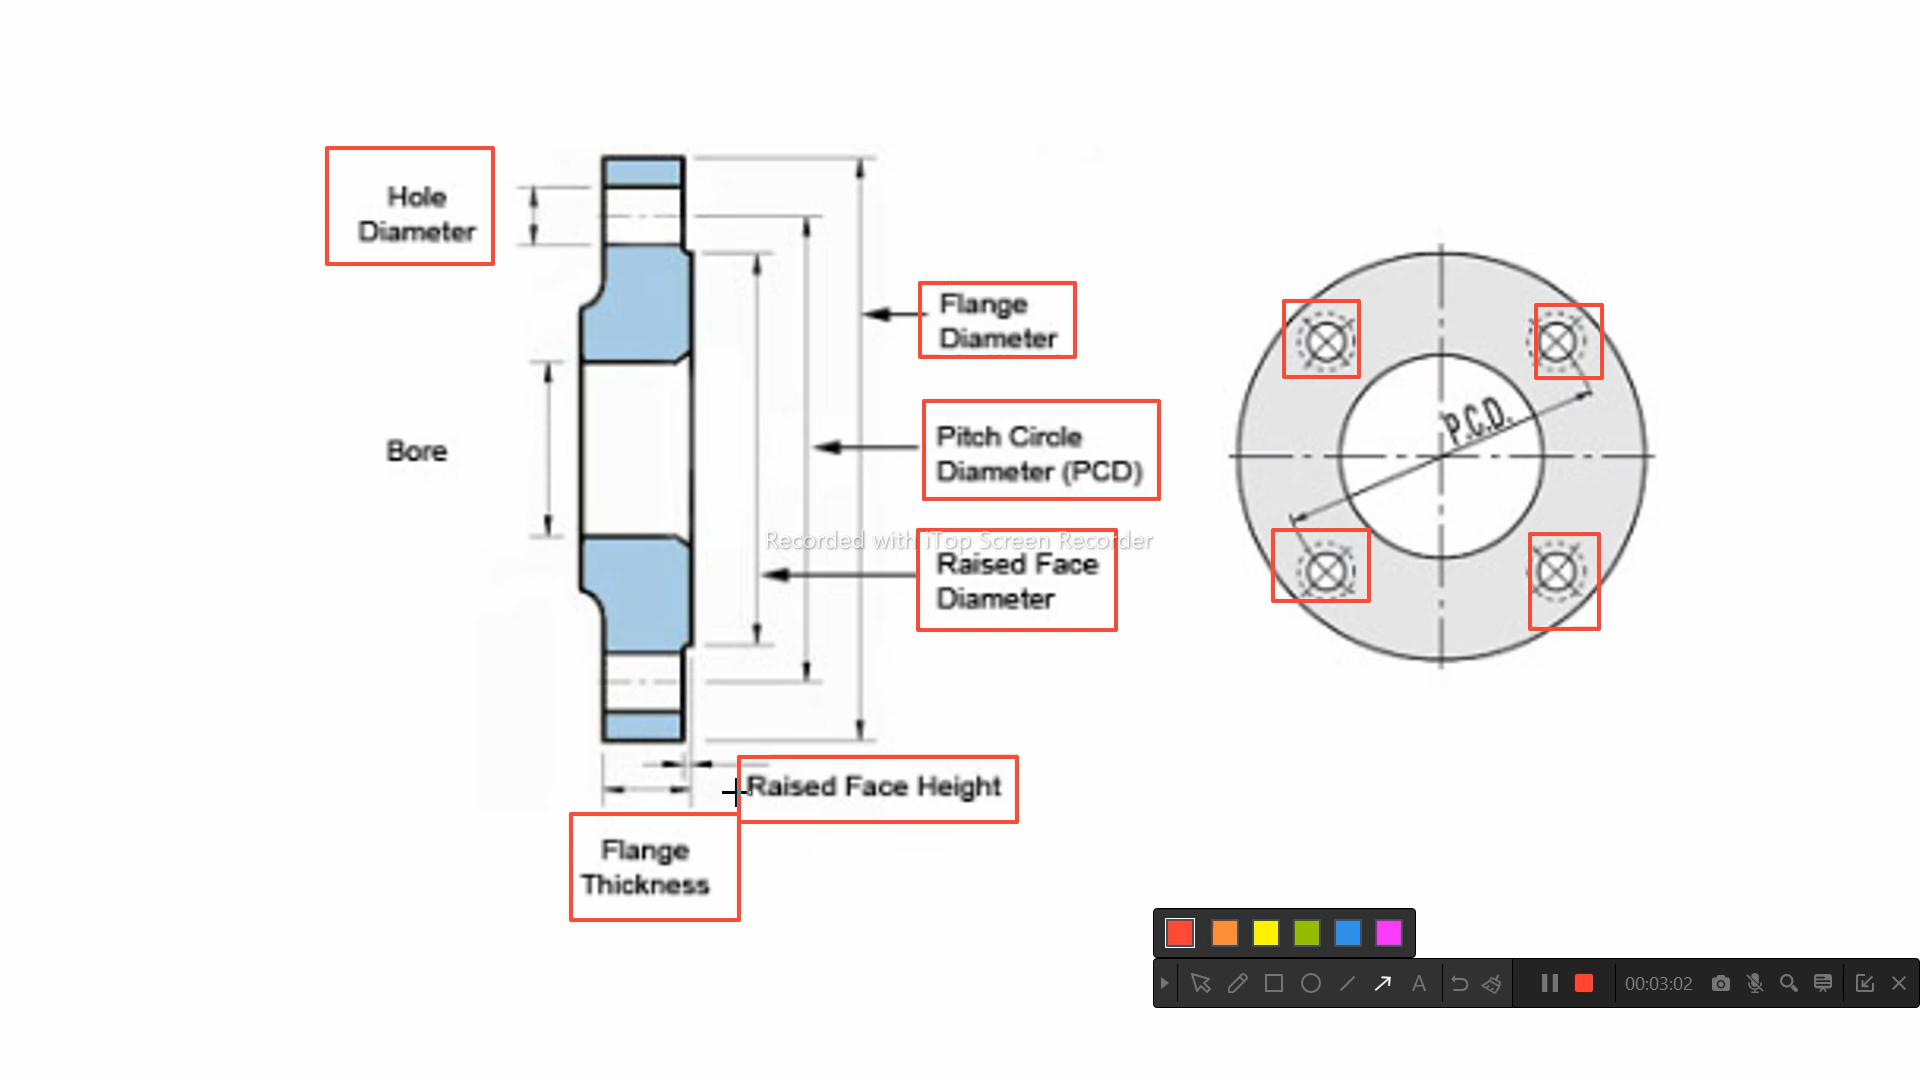 Hole
Diameter
Flange
Diameter
Bore
Pitch Circle
Diameter (PCD)
P.C.D.
Recorded with iTop Screen Recorder
Raised Face
Diameter
Raised Face Height
Flange
Thickness
A
00:03:02